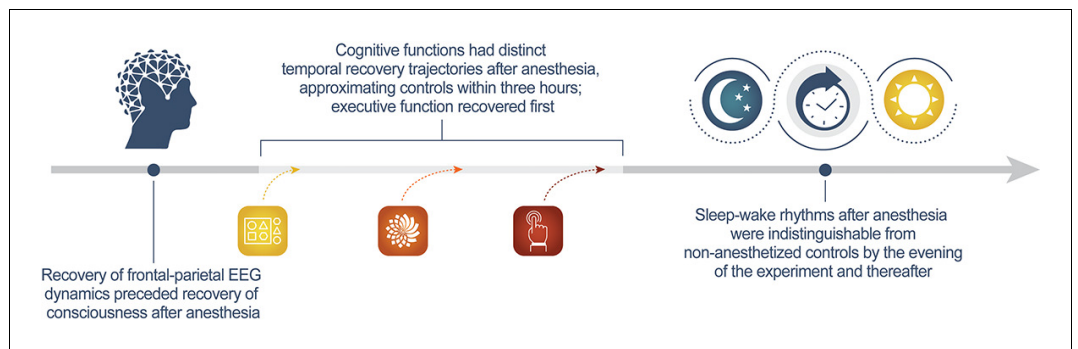 Cognitive functions had distinct
temporal recovery trajectories after anesthesia,
approximating controls within three hours;
executive function recovered first
Recovery of frontal-parietal EEG
dynamics preceded recovery of
consciousness after anesthesia
Sleep-wake rhythms after anesthesia
were indistinguishable from
non-anesthetized controls by the evening
of the experiment and thereafter